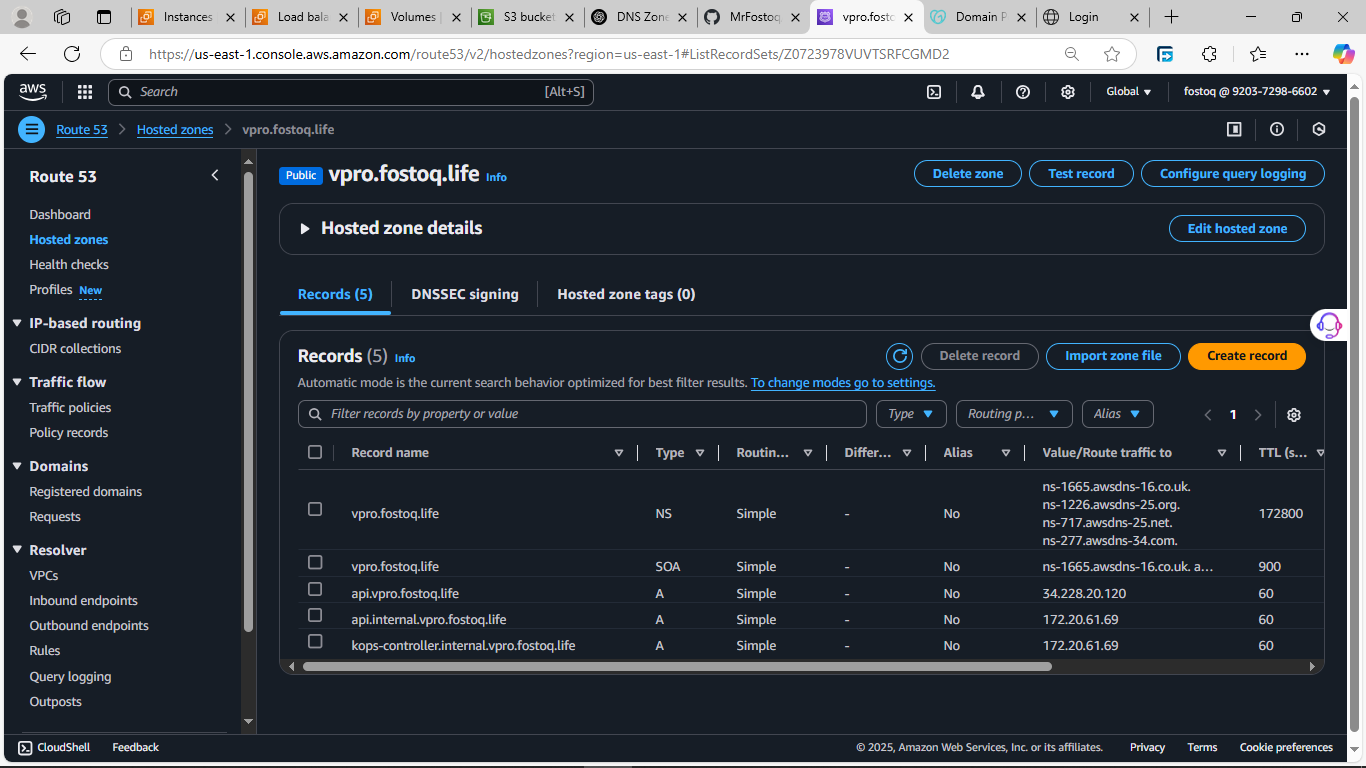 Instances
Load bala
Volumes |
S3 bucket
DNS Zone
MrFostoq
vpro.fosto
Domain P
Login
https://us-east-1.console.aws.amazon.com/route53/v2/hostedzones?region=us-east-1#ListRecordSets/Z0723978VUVTSRFCGMD2
aws
Search
[Alt+S]
Global
fostoq @ 9203-7298-6602
Route 53
Hosted zones
vpro.fostoq.life
Route 53
Dashboard
Hosted zones
Health checks
Profiles New
IP-based routing
CIDR collections
Traffic flow
Traffic policies
Policy records
Domains
Registered domains
Requests
Resolver
VPCs
Inbound endpoints
Outbound endpoints
Rules
Query logging
Outposts
Public vpro.fostoq.life Info
Delete zone
Test record
Configure query logging
Hosted zone details
Edit hosted zone
Records (5)
DNSSEC signing
Hosted zone tags (0)
Records (5) Info
Delete record
Import zone file
Create record
Automatic mode is the current search behavior optimized for best filter results. To change modes go to settings.
Filter records by property or value
Type
Routing p...
Alias
1
Record name Type Routin... Differ... Alias Value/Route traffic to TTL (s...
vpro.fostoq.life NS Simple - No
ns-1665.awsdns-16.co.uk.
ns-1226.awsdns-25.org.
ns-717.awsdns-25.net.
ns-277.awsdns-34.com.
172800
vpro.fostoq.life SOA Simple - No ns-1665.awsdns-16.co.uk. a... 900
api.vpro.fostoq.life A Simple - No 34.228.20.120 60
api.internal.vpro.fostoq.life A Simple - No 172.20.61.69 60
kops-controller.internal.vpro.fostoq.life A Simple - No 172.20.61.69 60
CloudShell Feedback © 2025, Amazon Web Services, Inc. or its affiliates. Privacy Terms Cookie preferences